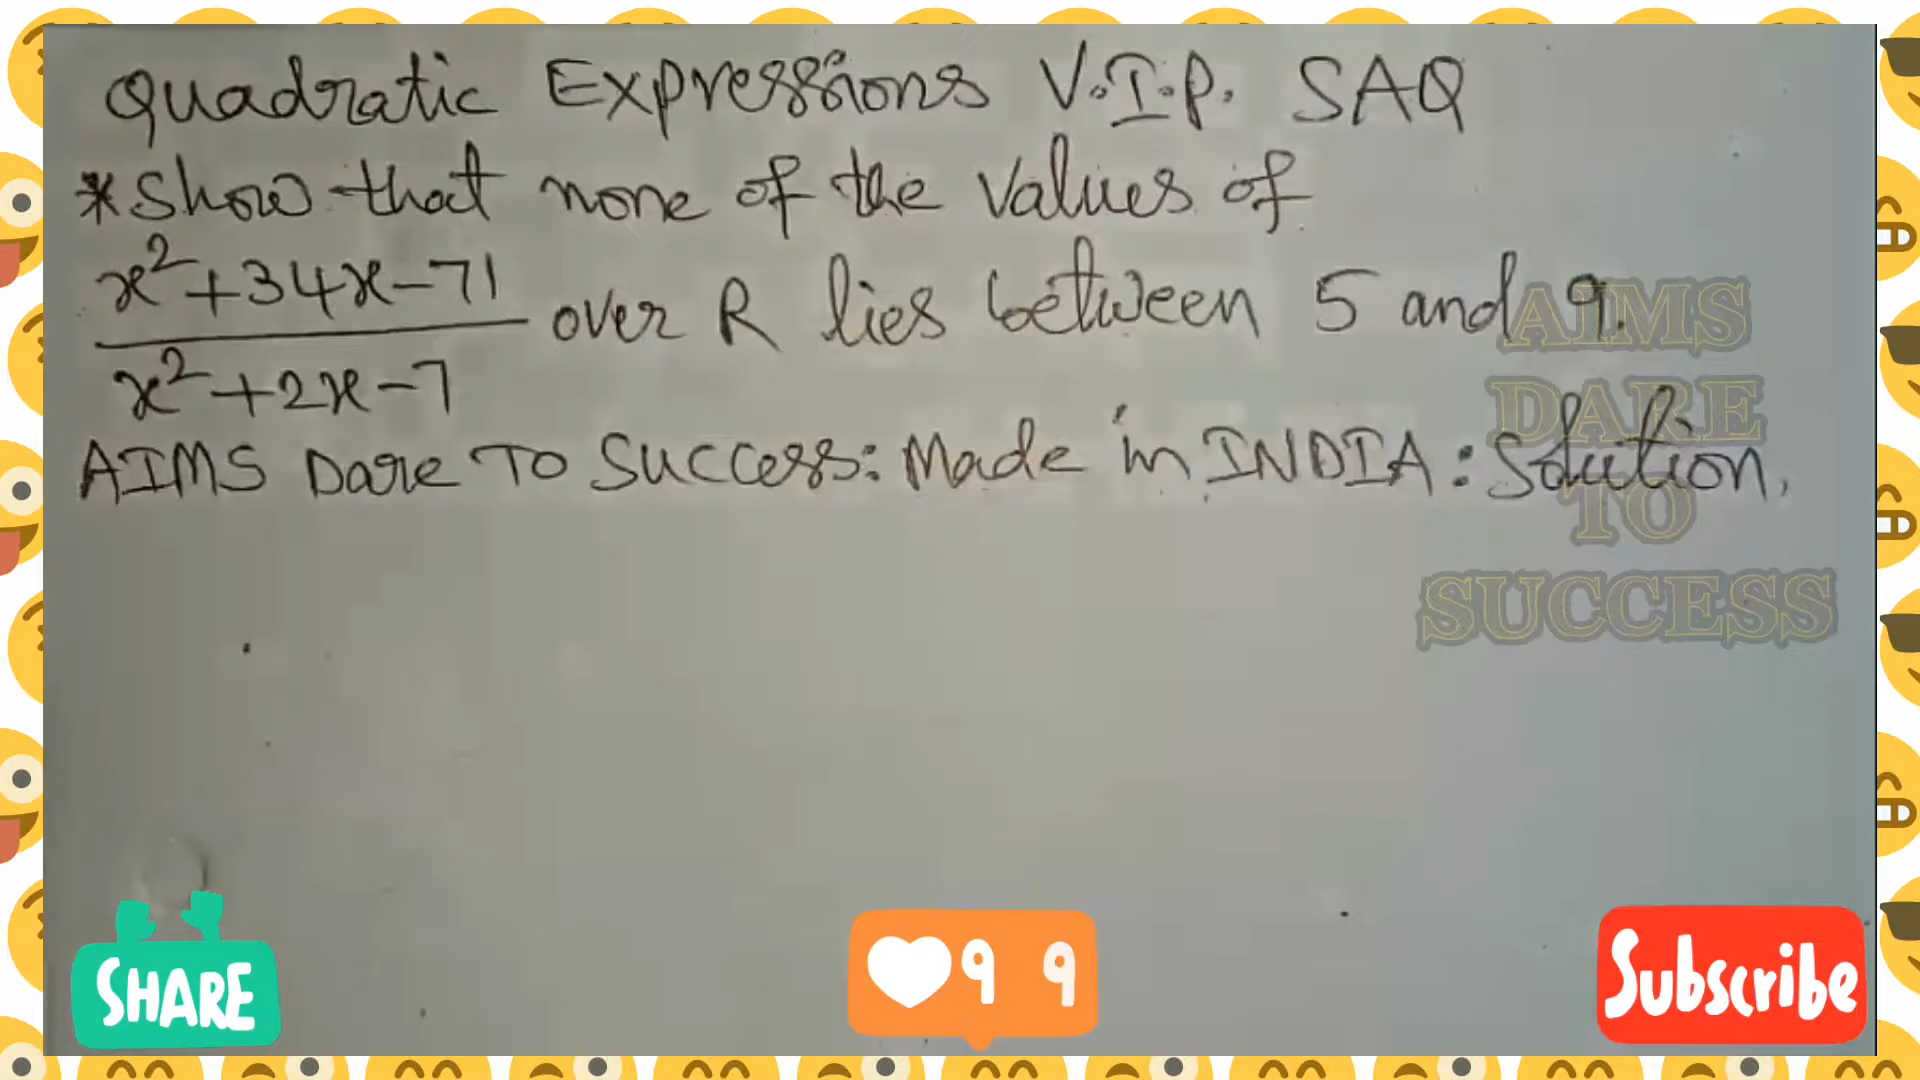 Quadratic Expressions V.I.P. SAQ
*Show that none of the values of
x²+34x-71
over R lies between 5 and 9.
x²+2x-7
AIMS Dare To Success: Made in INDIA: Solution.
AIMS
DARE
TO
SUCCESS
SHARE
9 9
Subscribe